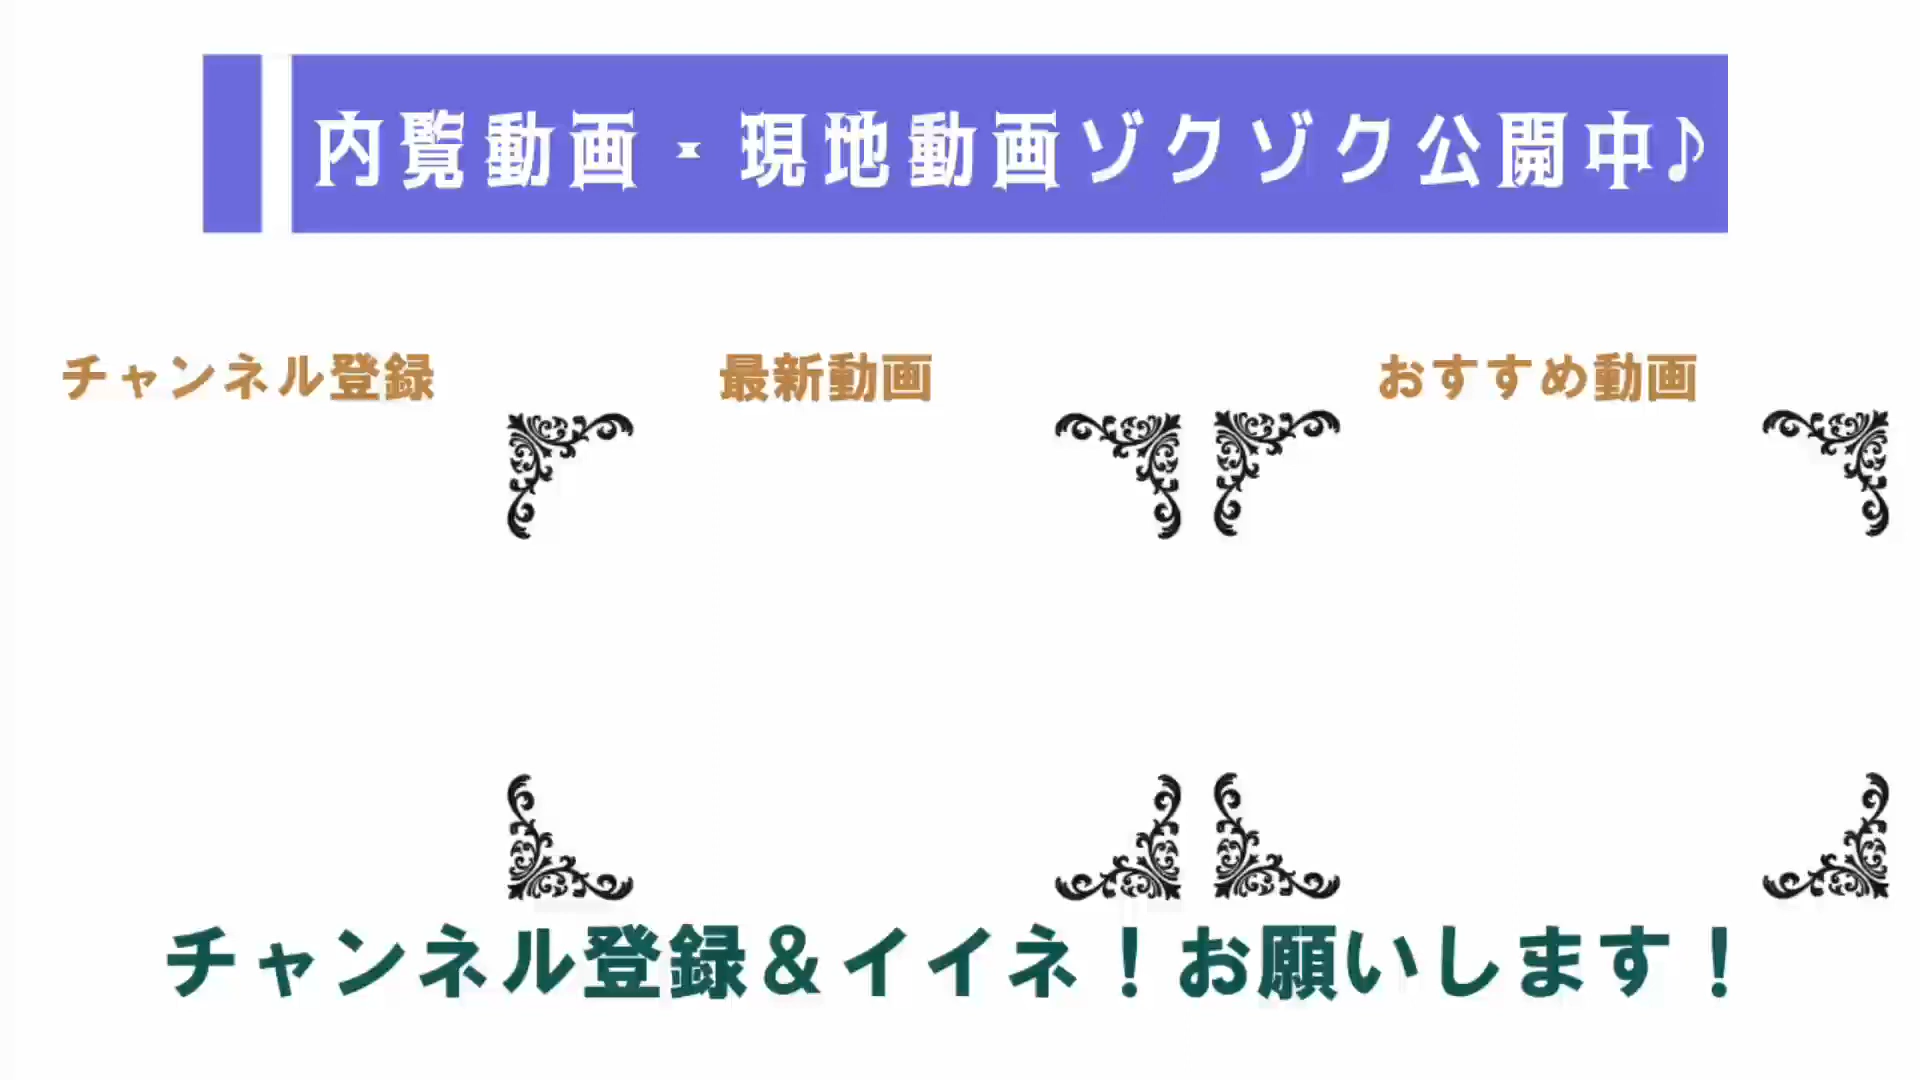 内覧動画・現地動画ゾクゾク公開中♪
チャンネル登録
最新動画
おすすめ動画
チャンネル登録＆イイネ！お願いします！